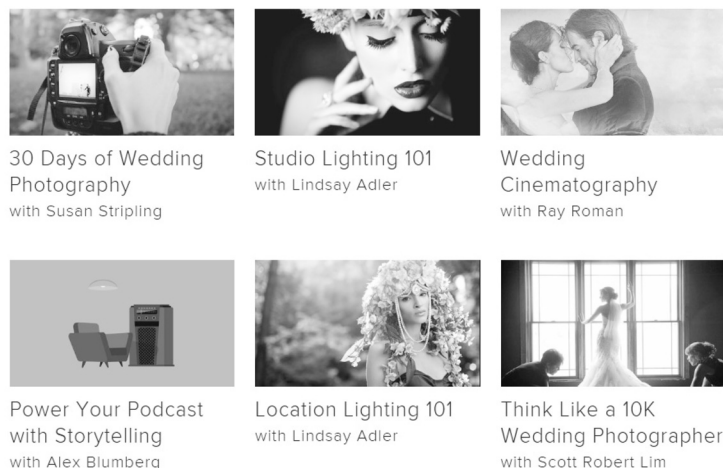 30 Days of Wedding
Photography
with Susan Stripling
Studio Lighting 101
with Lindsay Adler
Wedding
Cinematography
with Ray Roman
Power Your Podcast
with Storytelling
with Alex Blumberg
Location Lighting 101
with Lindsay Adler
Think Like a 10K
Wedding Photographer
with Scott Robert Lim